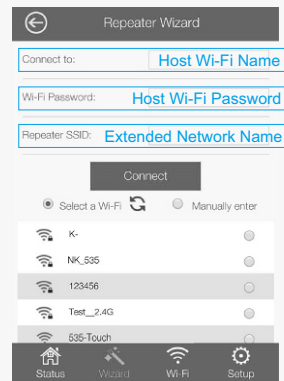 Repeater Wizard
Connect to: Host Wi-Fi Name
Wi-Fi Password: Host Wi-Fi Password
Repeater SSID: Extended Network Name
Connect
Select a Wi-Fi Manually enter
K-
NK_535
123456
Test__2.4G
535-Touch
Status Wizard Wi-Fi Setup